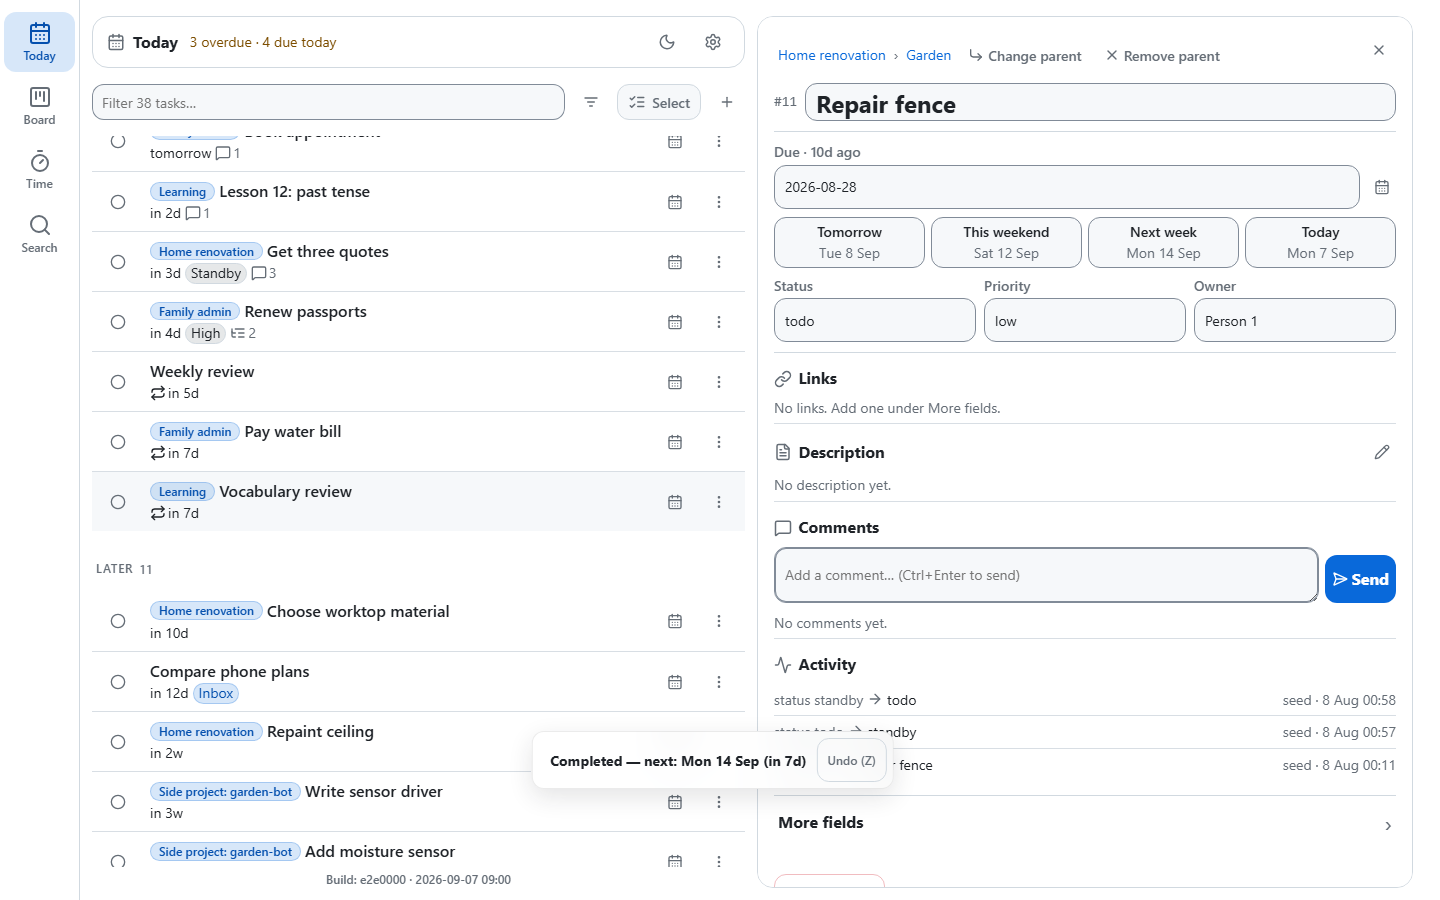 Today
Board
Time
Search
Today 3 overdue · 4 due today
Filter 38 tasks...
Select
tomorrow 1
Learning Lesson 12: past tense
in 2d 1
Home renovation Get three quotes
in 3d Standby 3
Family admin Renew passports
in 4d High 2
Weekly review
in 5d
Family admin Pay water bill
in 7d
Learning Vocabulary review
in 7d
LATER 11
Home renovation Choose worktop material
in 10d
Compare phone plans
in 12d Inbox
Home renovation Repaint ceiling
in 2w
Side project: garden-bot Write sensor driver
in 3w
Side project: garden-bot Add moisture sensor
Build: e2e0000 · 2026-09-07 09:00
Completed — next: Mon 14 Sep (in 7d) Undo (Z)
Home renovation › Garden Change parent Remove parent
#11 Repair fence
Due · 10d ago
2026-08-28
Tomorrow This weekend Next week Today
Tue 8 Sep Sat 12 Sep Mon 14 Sep Mon 7 Sep
Status Priority Owner
todo low Person 1
Links
No links. Add one under More fields.
Description
No description yet.
Comments
Add a comment... (Ctrl+Enter to send)
Send
No comments yet.
Activity
status standby → todo seed · 8 Aug 00:58
status todo → standby seed · 8 Aug 00:57
fence seed · 8 Aug 00:11
More fields